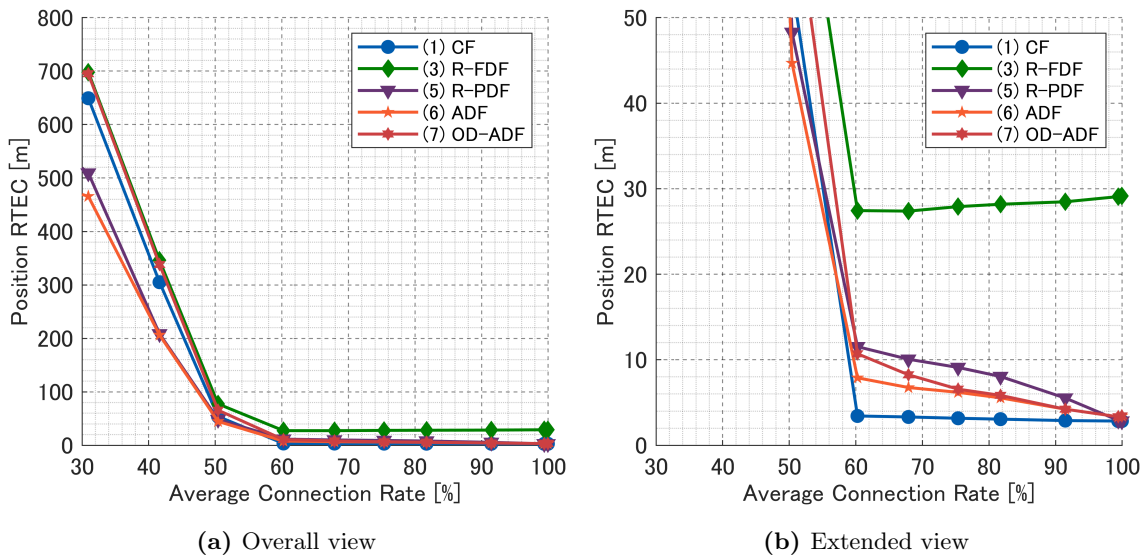 800
700
600
500
400
300
200
100
0
Position RTEC [m]
(1) CF
(3) R-FDF
(5) R-PDF
(6) ADF
(7) OD-ADF
30 40 50 60 70 80 90 100
Average Connection Rate [%]
(a) Overall view
50
40
30
20
10
0
Position RTEC [m]
(1) CF
(3) R-FDF
(5) R-PDF
(6) ADF
(7) OD-ADF
30 40 50 60 70 80 90 100
Average Connection Rate [%]
(b) Extended view